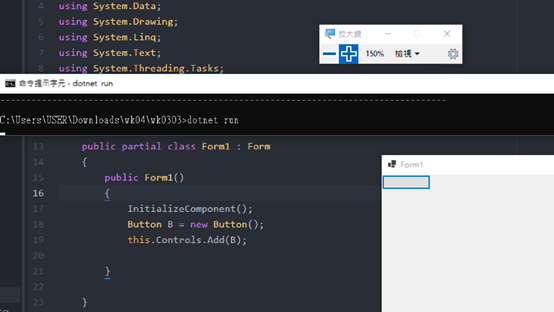 4 using System.Data;
5 using System.Drawing;
6 using System.Linq;
7 using System.Text;
8 using System.Threading.Tasks;
放大鏡
150% 檢視
命令提示字元 - dotnet run
C:\Users\USER\Downloads\wk04\wk0303>dotnet run
13 public partial class Form1 : Form
14 {
15 public Form1()
16 {
17 InitializeComponent();
18 Button B = new Button();
19 this.Controls.Add(B);
20
21 }
22
23 }
Form1